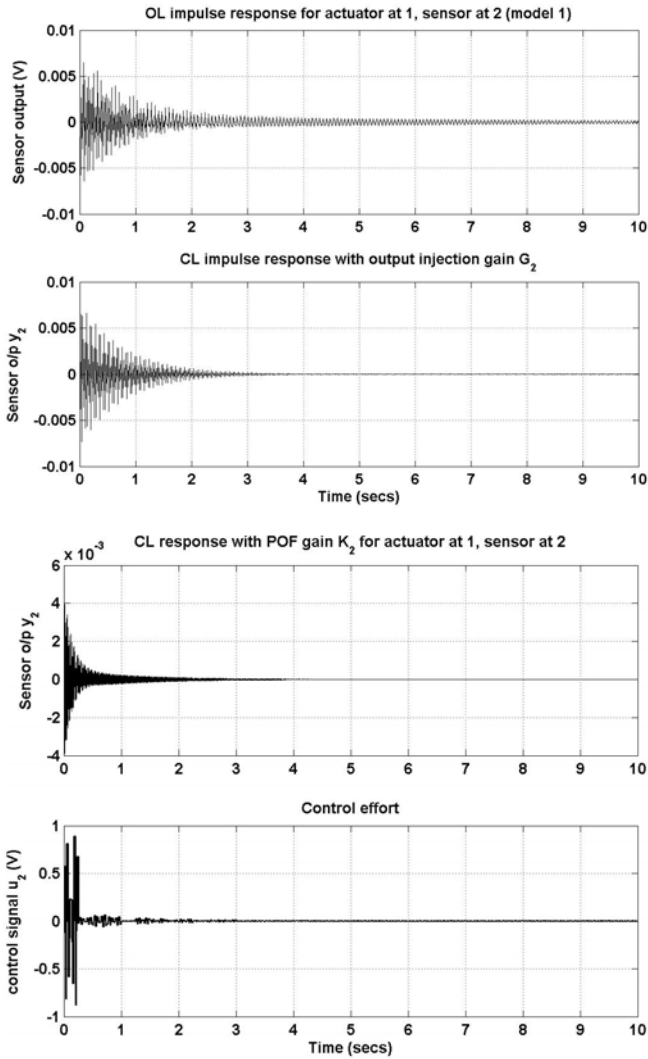 OL impulse response for actuator at 1, sensor at 2 (model 1)
0.01
0.005
0
-0.005
-0.01
Sensor output (V)
0 1 2 3 4 5 6 7 8 9 10
CL impulse response with output injection gain G₂
0.01
0.005
0
-0.005
-0.01
Sensor o/p y₂
0 1 2 3 4 5 6 7 8 9 10
Time (secs)
CL response with POF gain K₂ for actuator at 1, sensor at 2
x 10⁻³
6
4
2
0
-2
-4
Sensor o/p y₂
0 1 2 3 4 5 6 7 8 9 10
Control effort
1
0.5
0
-0.5
-1
control signal u₂ (V)
0 1 2 3 4 5 6 7 8 9 10
Time (secs)